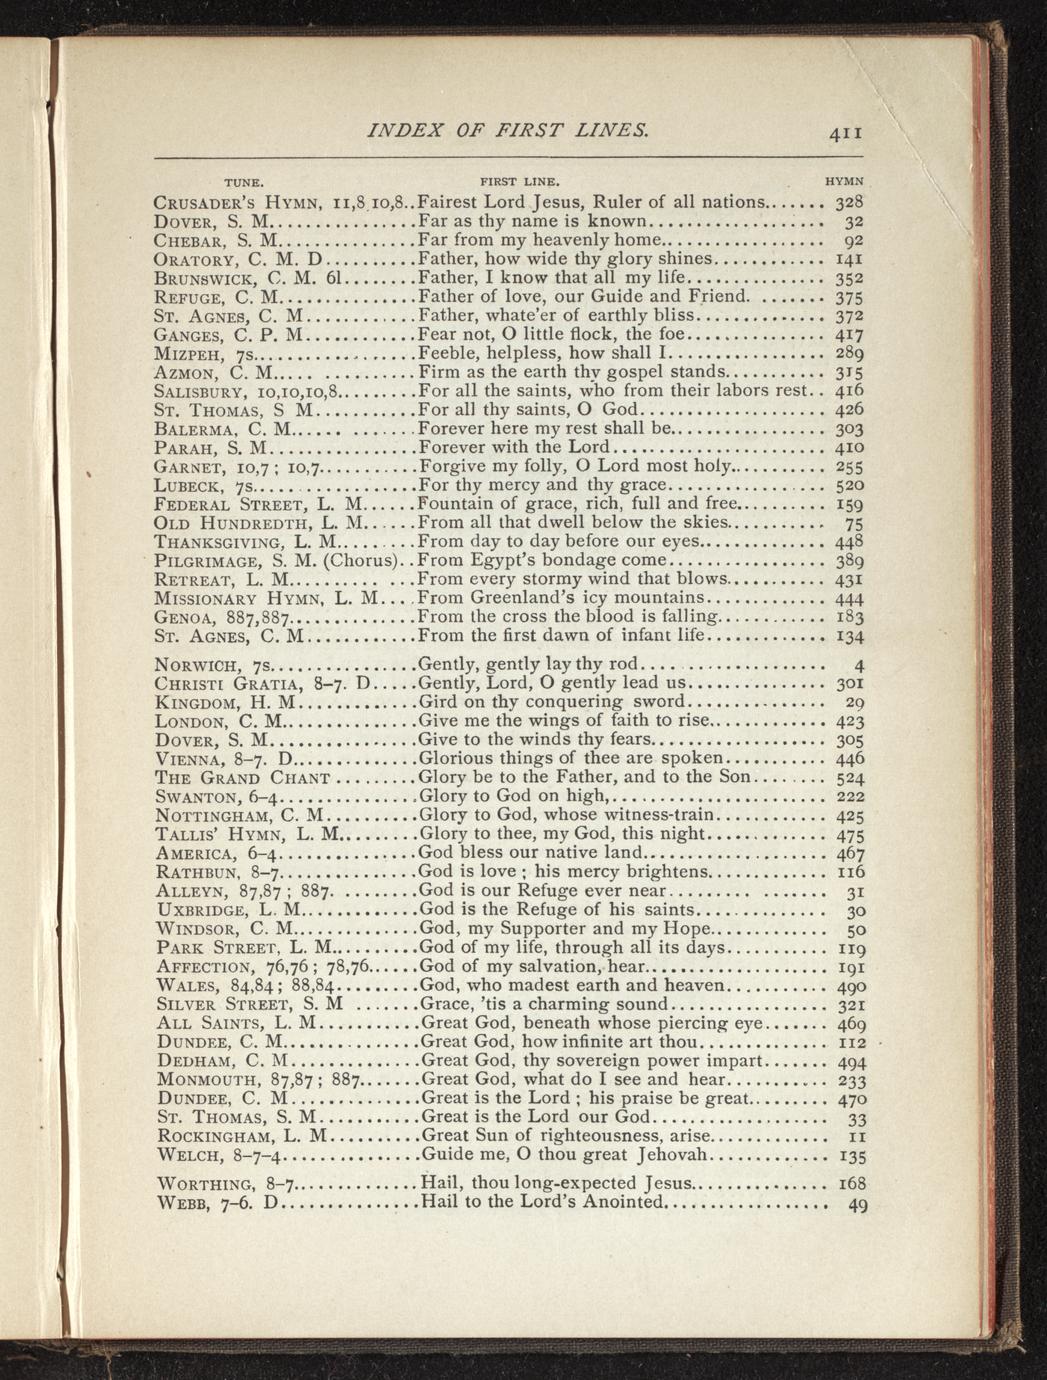 INDEX OF FIRST LINES. 411
TUNE. FIRST LINE. HYMN
CRUSADER'S HYMN, 11,8 10,8..Fairest Lord Jesus, Ruler of all nations....... 328
DOVER, S. M................Far as thy name is known................... 32
CHEBAR, S. M...............Far from my heavenly home.................. 92
ORATORY, C. M. D..........Father, how wide thy glory shines............ 141
BRUNSWICK, C. M. 61........Father, I know that all my life............... 352
REFUGE, C. M...............Father of love, our Guide and Friend. ....... 375
ST. AGNES, C. M............Father, whate'er of earthly bliss.............. 372
GANGES, C. P. M............Fear not, O little flock, the foe............... 417
MIZPEH, 7s.................Feeble, helpless, how shall I................. 289
AZMON, C. M..... ..........Firm as the earth thy gospel stands........... 315
SALISBURY, 10,10,10,8.........For all the saints, who from their labors rest.. 416
ST. THOMAS, S M...........For all thy saints, O God.................... 426
BALERMA, C. M...... .......Forever here my rest shall be................. 303
PARAH, S. M................Forever with the Lord....................... 410
GARNET, 10,7 ; 10,7...........Forgive my folly, O Lord most holy........... 255
LUBECK, 7s..................For thy mercy and thy grace................. 520
FEDERAL STREET, L. M......Fountain of grace, rich, full and free.......... 159
OLD HUNDREDTH, L. M......From all that dwell below the skies........... 75
THANKSGIVING, L. M.........From day to day before our eyes.............. 448
PILGRIMAGE, S. M. (Chorus)..From Egypt's bondage come................. 389
RETREAT, L. M.......... ...From every stormy wind that blows........... 431
MISSIONARY HYMN, L. M....From Greenland's icy mountains............. 444
GENOA, 887,887..............From the cross the blood is falling............ 183
ST. AGNES, C. M............From the first dawn of infant life............. 134
NORWICH, 7s................Gently, gently lay thy rod.... ............... 4
CHRISTI GRATIA, 8–7. D.....Gently, Lord, O gently lead us............... 301
KINGDOM, H. M.............Gird on thy conquering sword............... 29
LONDON, C. M...............Give me the wings of faith to rise............. 423
DOVER, S. M................Give to the winds thy fears................... 305
VIENNA, 8–7. D..............Glorious things of thee are spoken........... 446
THE GRAND CHANT .........Glory be to the Father, and to the Son........ 524
SWANTON, 6–4...............Glory to God on high,....................... 222
NOTTINGHAM, C. M..........Glory to God, whose witness-train............ 425
TALLIS' HYMN, L. M.........Glory to thee, my God, this night............. 475
AMERICA, 6–4...............God bless our native land.................... 467
RATHBUN, 8–7...............God is love ; his mercy brightens............. 116
ALLEYN, 87,87 ; 887. .........God is our Refuge ever near......... ....... 31
UXBRIDGE, L. M.............God is the Refuge of his saints.............. 30
WINDSOR, C. M..............God, my Supporter and my Hope............. 50
PARK STREET, L. M..........God of my life, through all its days........... 119
AFFECTION, 76,76 ; 78,76......God of my salvation, hear.................... 191
WALES, 84,84 ; 88,84.........God, who madest earth and heaven........... 490
SILVER STREET, S. M .......Grace, 'tis a charming sound................. 321
ALL SAINTS, L. M...........Great God, beneath whose piercing eye....... 469
DUNDEE, C. M...............Great God, how infinite art thou.............. 112
DEDHAM, C. M..............Great God, thy sovereign power impart....... 494
MONMOUTH, 87,87 ; 887.......Great God, what do I see and hear........... 233
DUNDEE, C. M..............Great is the Lord ; his praise be great......... 470
ST. THOMAS, S. M...........Great is the Lord our God................... 33
ROCKINGHAM, L. M..........Great Sun of righteousness, arise............. 11
WELCH, 8–7–4...............Guide me, O thou great Jehovah............. 135
WORTHING, 8–7.............Hail, thou long-expected Jesus............... 168
WEBB, 7–6. D...............Hail to the Lord's Anointed.................. 49